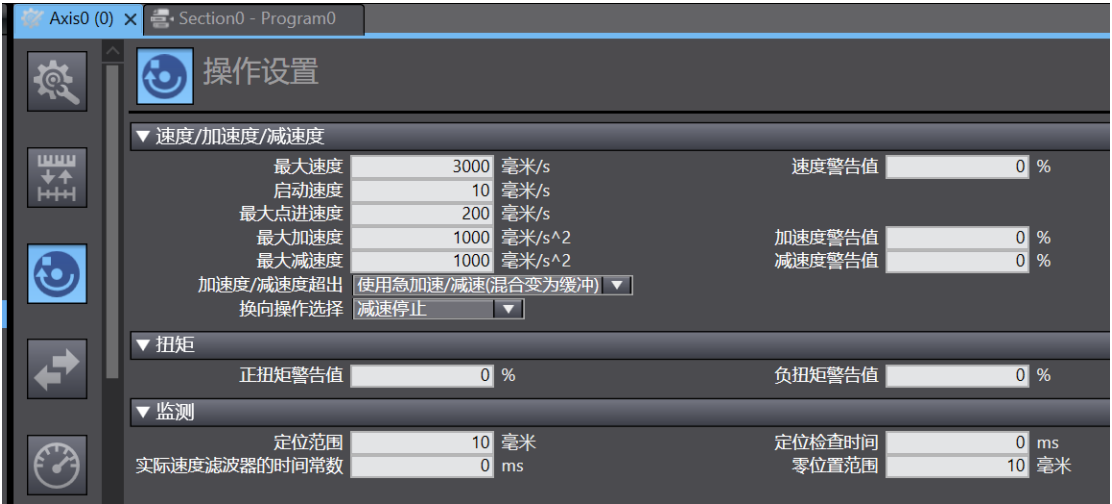 Axis0 (0) Section0 - Program0
操作设置
速度/加速度/减速度
最大速度 3000 毫米/s 速度警告值 0 %
启动速度 10 毫米/s
最大点进速度 200 毫米/s
最大加速度 1000 毫米/s^2 加速度警告值 0 %
最大减速度 1000 毫米/s^2 减速度警告值 0 %
加速度/减速度超出 使用急加速/减速(混合变为缓冲)
换向操作选择 减速停止
扭矩
正扭矩警告值 0 % 负扭矩警告值 0 %
监测
定位范围 10 毫米 定位检查时间 0 ms
实际速度滤波器的时间常数 0 ms 零位置范围 10 毫米